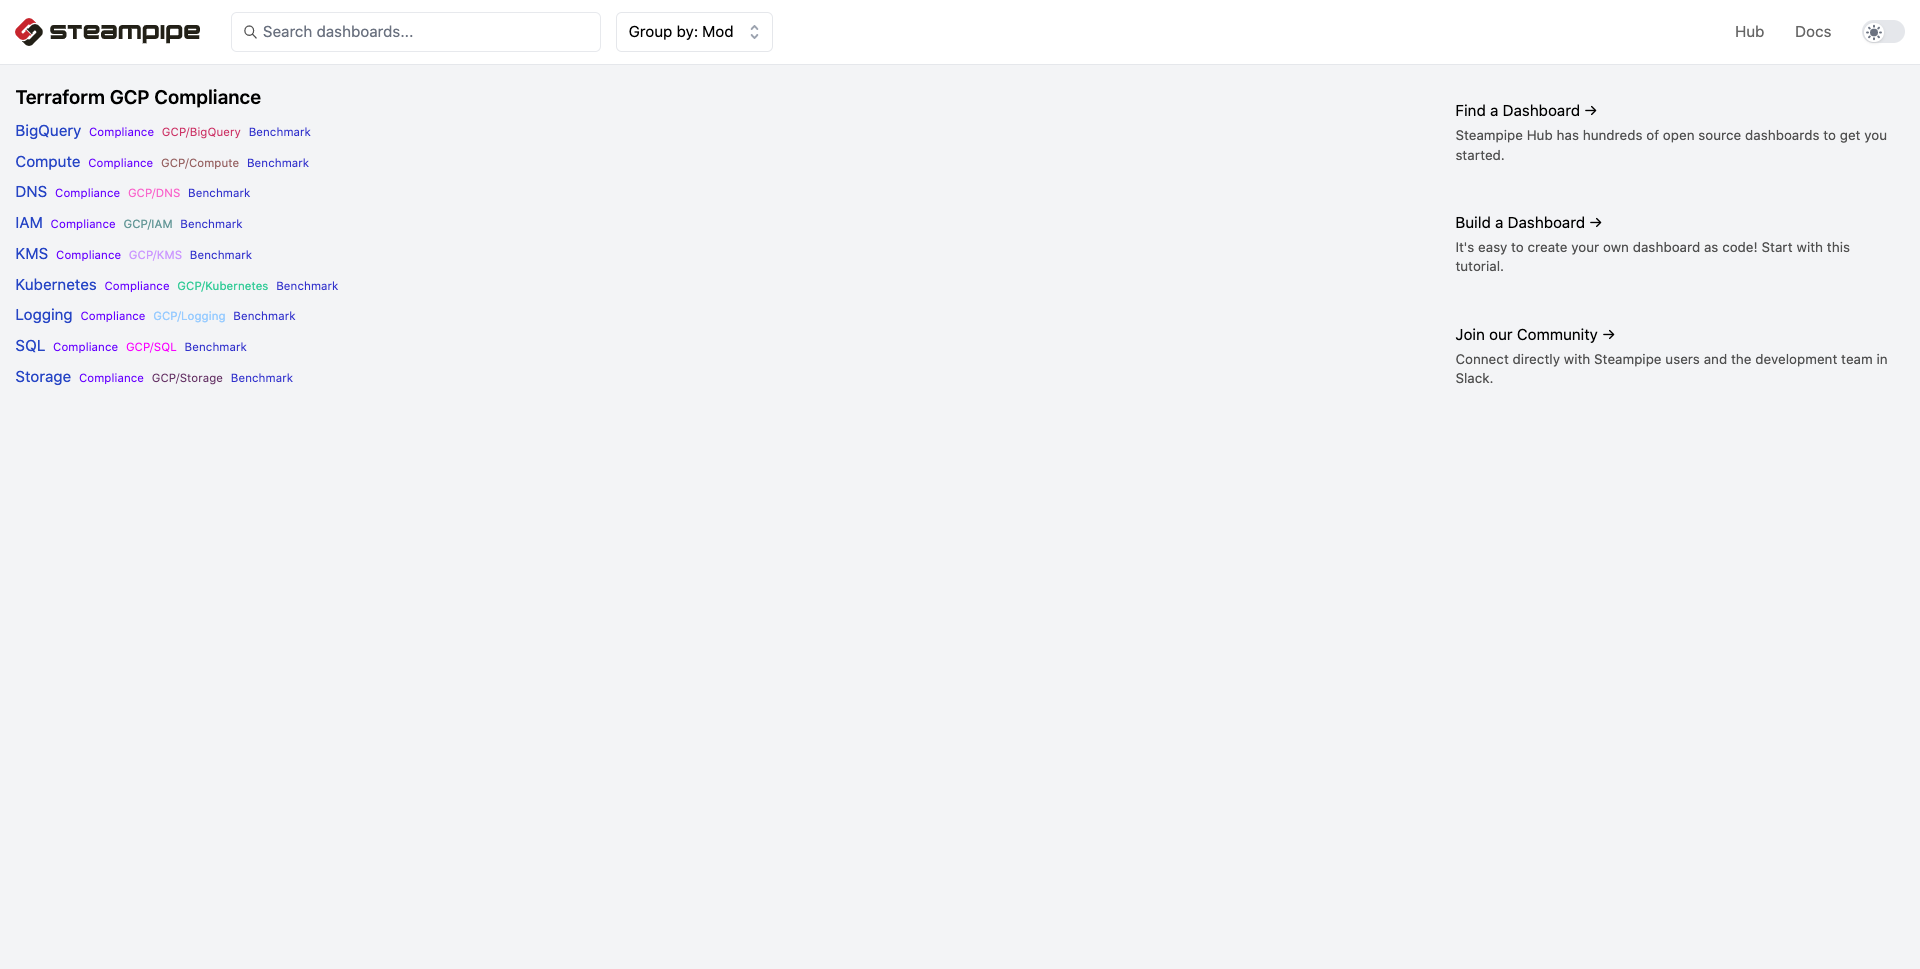 steampipe
Search dashboards...
Group by: Mod
Hub
Docs
Terraform GCP Compliance
BigQuery Compliance GCP/BigQuery Benchmark
Compute Compliance GCP/Compute Benchmark
DNS Compliance GCP/DNS Benchmark
IAM Compliance GCP/IAM Benchmark
KMS Compliance GCP/KMS Benchmark
Kubernetes Compliance GCP/Kubernetes Benchmark
Logging Compliance GCP/Logging Benchmark
SQL Compliance GCP/SQL Benchmark
Storage Compliance GCP/Storage Benchmark
Find a Dashboard →
Steampipe Hub has hundreds of open source dashboards to get you
started.
Build a Dashboard →
It's easy to create your own dashboard as code! Start with this
tutorial.
Join our Community →
Connect directly with Steampipe users and the development team in
Slack.